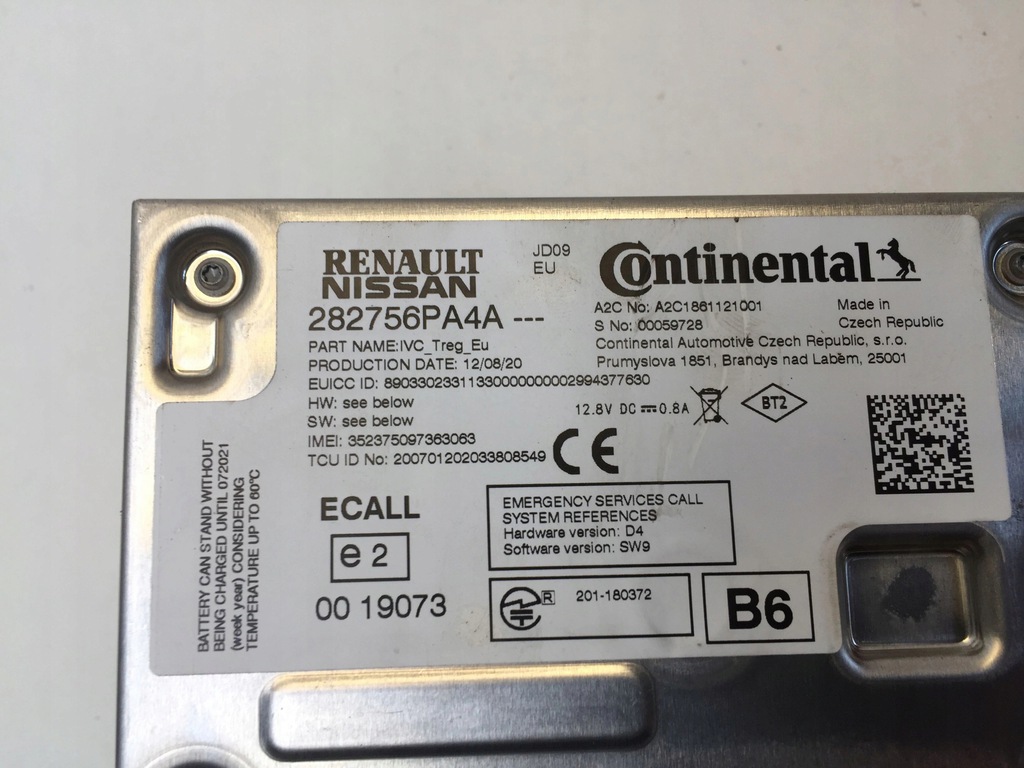 RENAULT
NISSAN
JD09
EU
Continental
282756PA4A ---
A2C No: A2C1861121001
Made in
S No: 00059728
Czech Republic
PART NAME:IVC_Treg_Eu
Continental Automotive Czech Republic, s.r.o.
PRODUCTION DATE: 12/08/20
Prumyslova 1851, Brandys nad Labem, 25001
EUICC ID: 89033023311330000000002994377630
HW: see below
12.8V DC 0.8A
BT2
SW: see below
IMEI: 352375097363063
TCU ID No: 200701202033808549
CE
BATTERY CAN STAND WITHOUT
BEING CHARGED UNTIL 072021
(week year) CONSIDERING
TEMPERATURE UP TO 60°C
ECALL
e2
00 19073
EMERGENCY SERVICES CALL
SYSTEM REFERENCES
Hardware version: D4
Software version: SW9
R
201-180372
B6